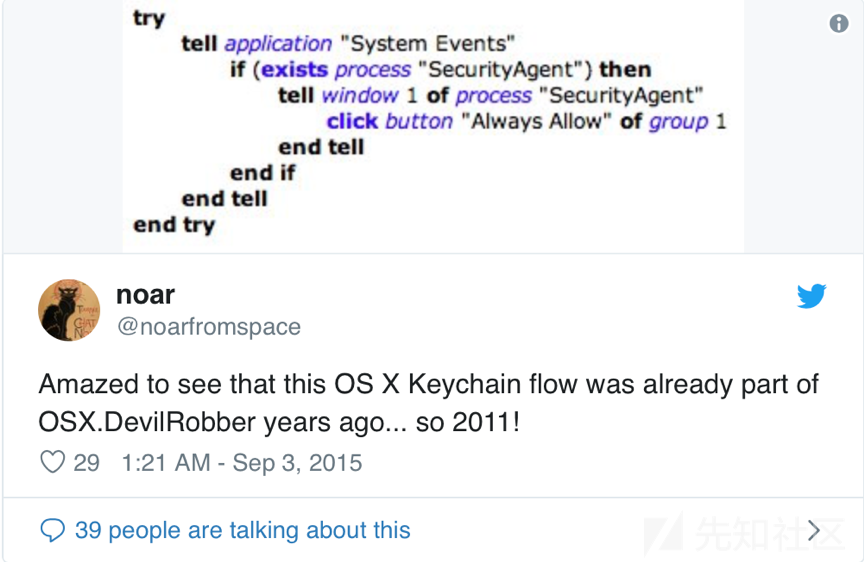 try
tell application "System Events"
if (exists process "SecurityAgent") then
tell window 1 of process "SecurityAgent"
click button "Always Allow" of group 1
end tell
end if
end tell
end try
noar
@noarfromspace
Amazed to see that this OS X Keychain flow was already part of
OSX.DevilRobber years ago... so 2011!
29 1:21 AM - Sep 3, 2015
39 people are talking about this
先知社区